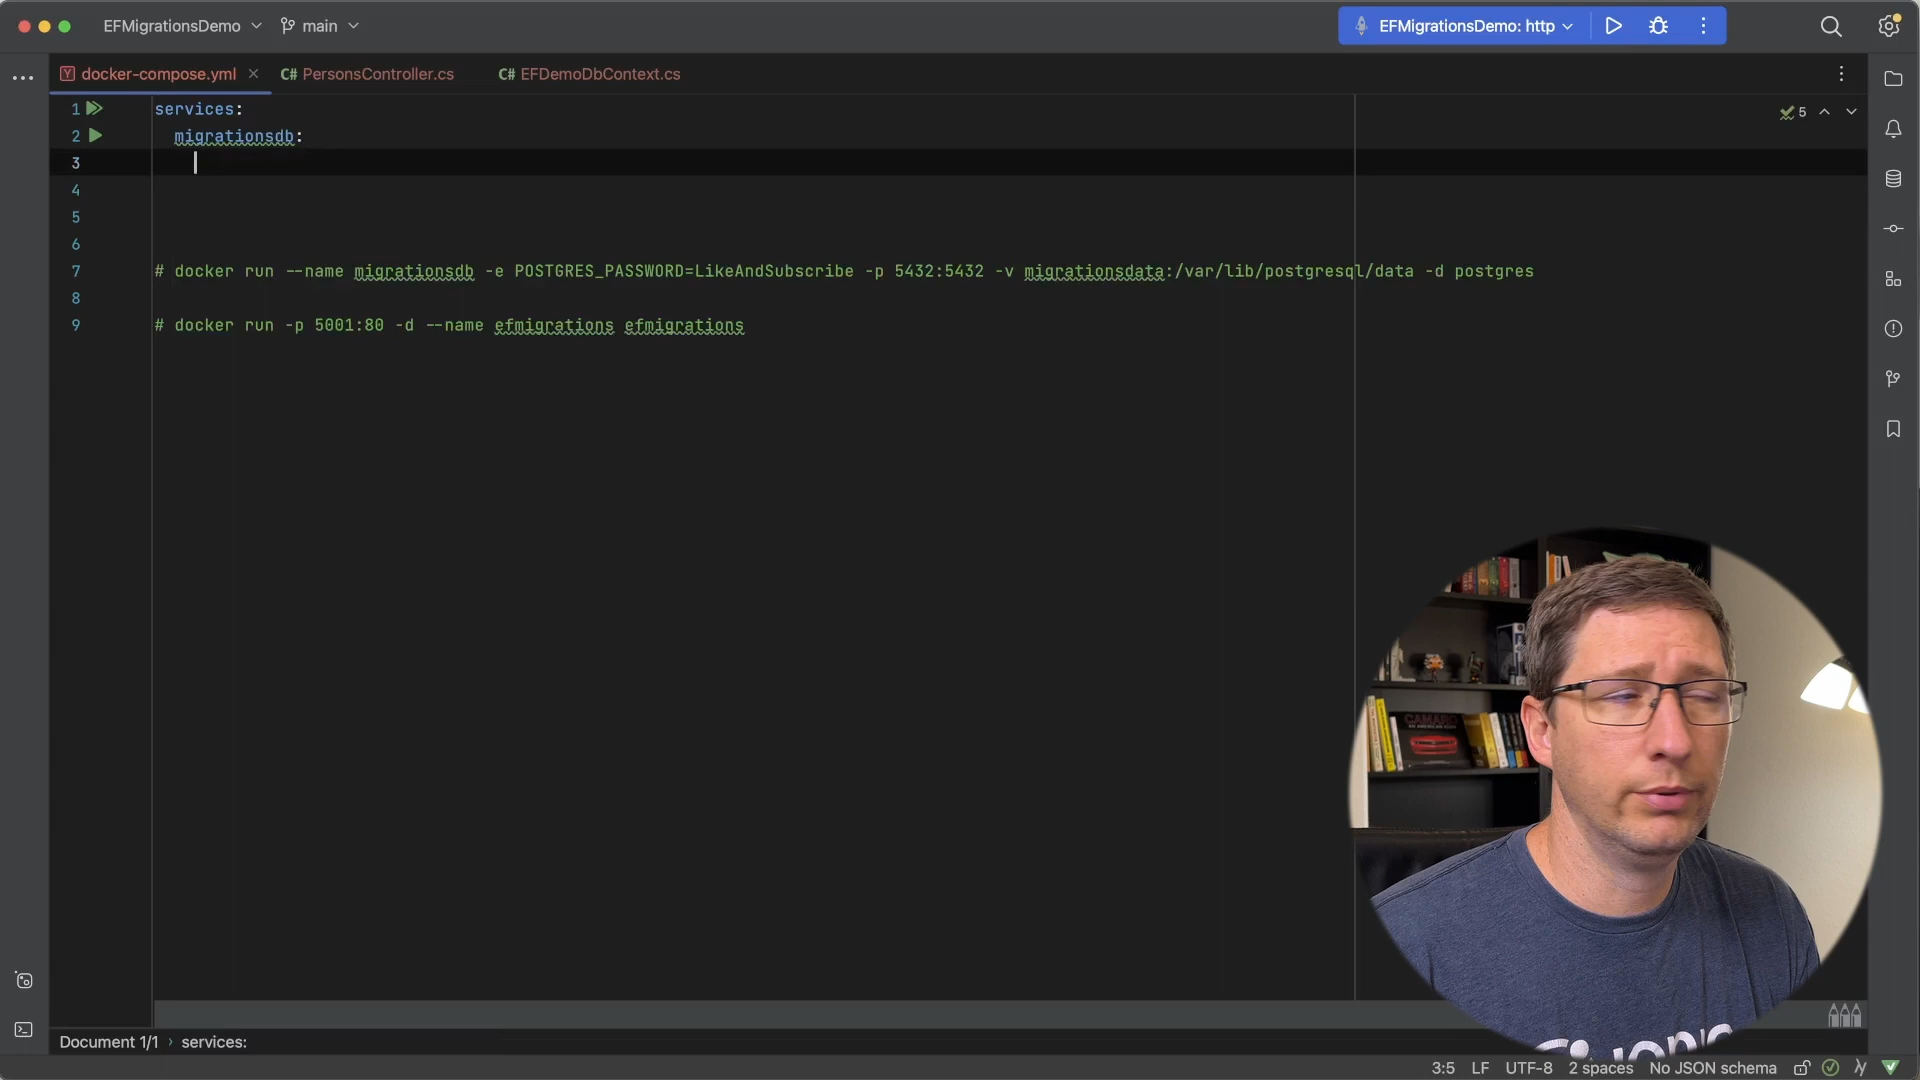 EFMigrationsDemo main EFMigrationsDemo: http
docker-compose.yml C# PersonsController.cs C# EFDemoDbContext.cs
1 services: 5
2 migrationsdb:
3
4
5
6
7 # docker run --name migrationsdb -e POSTGRES_PASSWORD=LikeAndSubscribe -p 5432:5432 -v migrationsdata:/var/lib/postgresql/data -d postgres
8
9 # docker run -p 5001:80 -d --name efmigrations efmigrations
CAMARO
Document 1/1 › services:
3:5 LF UTF-8 2 spaces No JSON schema